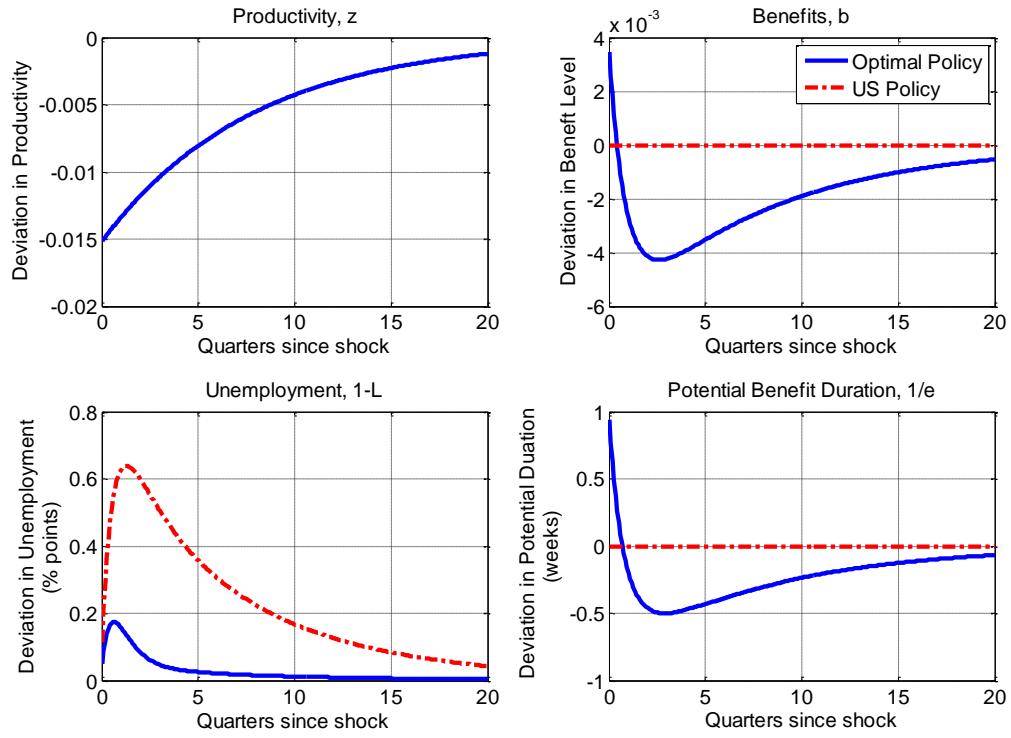 Productivity, z
0
-0.005
-0.01
-0.015
-0.02
0 5 10 15 20
Deviation in Productivity
Quarters since shock
Benefits, b
x 10-3
4
2
0
-2
-4
-6
0 5 10 15 20
Deviation in Beneft Level
Quarters since shock
Optimal Policy
US Policy
Unemployment, 1-L
0.8
0.6
0.4
0.2
0
0 5 10 15 20
Deviation in Unemployment
(% points)
Quarters since shock
Potential Benefit Duration, 1/e
1
0.5
0
-0.5
-1
0 5 10 15 20
Deviation in Potential Duation
(weeks)
Quarters since shock